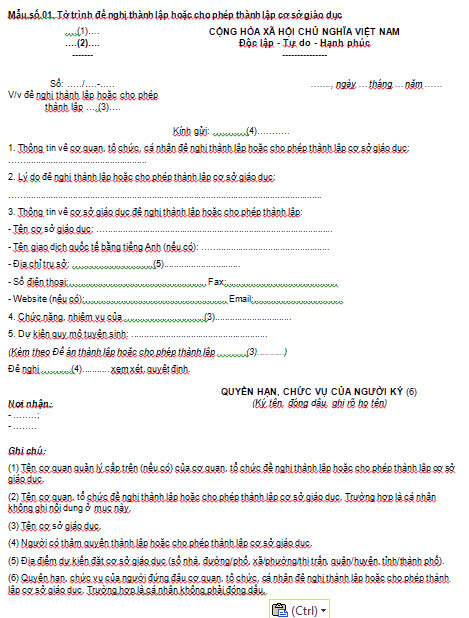 Mẫu số 01. Tờ trình đề nghị thành lập hoặc cho phép thành lập cơ sở giáo dục
....(1)....
....(2)....
-------
CỘNG HÒA XÃ HỘI CHỦ NGHĨA VIỆT NAM
Độc lập - Tự do - Hạnh phúc
---------------
Số: ...../....-.....
V/v đề nghị thành lập hoặc cho phép
thành lập ....(3)....
......., ngày .... tháng .... năm ......
Kính gửi: ...........(4)...........
1. Thông tin về cơ quan, tổ chức, cá nhân đề nghị thành lập hoặc cho phép thành lập cơ sở giáo dục:
................................................
2. Lý do đề nghị thành lập hoặc cho phép thành lập cơ sở giáo dục:
................................................................................................
3. Thông tin về cơ sở giáo dục đề nghị thành lập hoặc cho phép thành lập:
- Tên cơ sở giáo dục: ................................................................
- Tên giao dịch quốc tế bằng tiếng Anh (nếu có): ........................................
- Địa chỉ trụ sở: ..........................(5)..........................
- Số điện thoại:.......................................... Fax:...................................
- Website (nếu có):....................................... Email:..............................
4. Chức năng, nhiệm vụ của..........................(3)..........................
5. Dự kiến quy mô tuyển sinh: ................................................
(Kèm theo Đề án thành lập hoặc cho phép thành lập ..........(3)..........)
Đề nghị ..........(4)..........xem xét, quyết định.
Nơi nhận:
- ........;
- ........
QUYỀN HẠN, CHỨC VỤ CỦA NGƯỜI KÝ (6)
(Ký tên, đóng dấu, ghi rõ họ tên)
Ghi chú:
(1) Tên cơ quan quản lý cấp trên (nếu có) của cơ quan, tổ chức đề nghị thành lập hoặc cho phép thành lập cơ sở
giáo dục.
(2) Tên cơ quan, tổ chức đề nghị thành lập hoặc cho phép thành lập cơ sở giáo dục. Trường hợp là cá nhân
không ghi nội dung ở mục này.
(3) Tên cơ sở giáo dục.
(4) Người có thẩm quyền thành lập hoặc cho phép thành lập cơ sở giáo dục.
(5) Địa điểm dự kiến đặt cơ sở giáo dục (số nhà, đường/phố, xã/phường/thị trấn, quận/huyện, tỉnh/thành phố).
(6) Quyền hạn, chức vụ của người đứng đầu cơ quan, tổ chức, cá nhân đề nghị thành lập hoặc cho phép thành
lập cơ sở giáo dục. Trường hợp là cá nhân không phải đóng dấu.
(Ctrl)